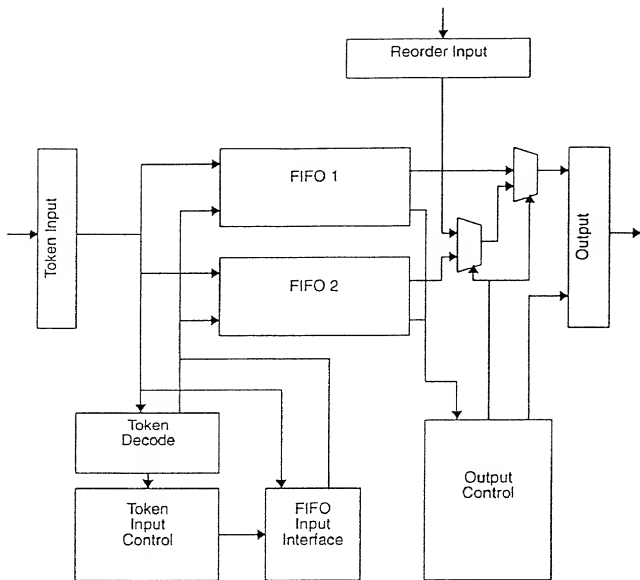 Reorder Input
Token Input
FIFO 1
FIFO 2
Output
Token
Decode
Token
Input
Control
FIFO
Input
Interface
Output
Control